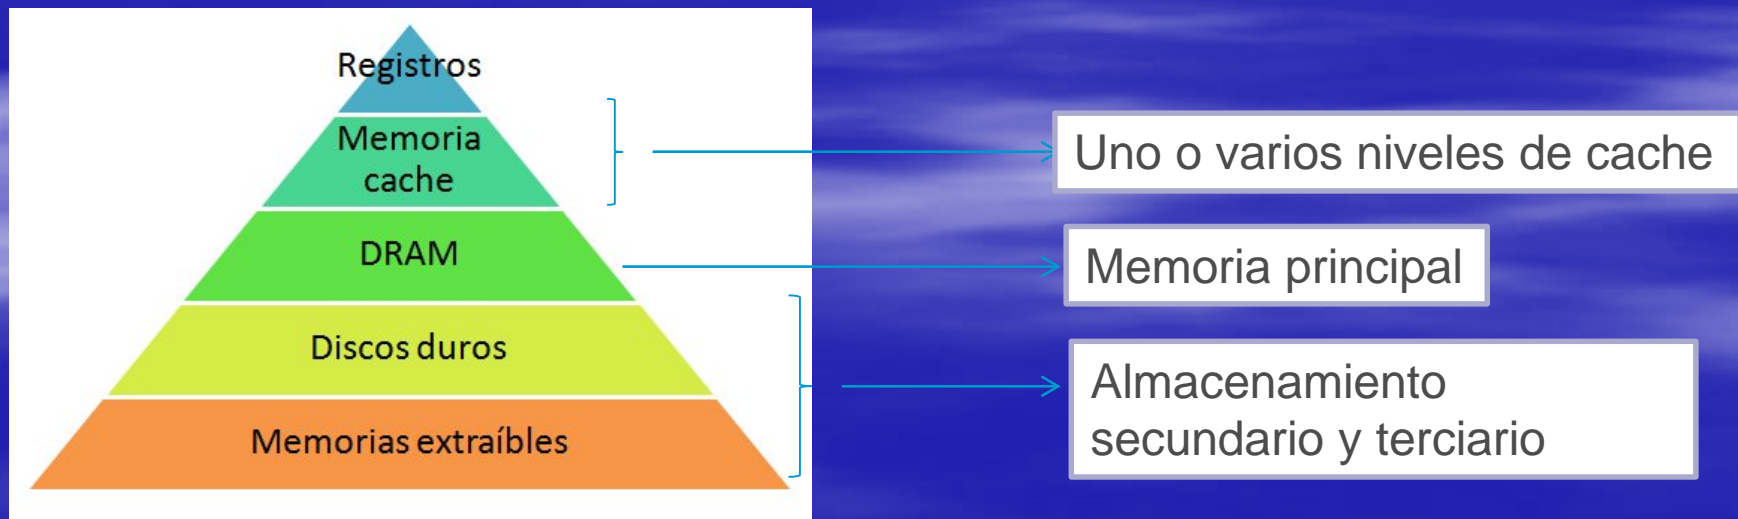 Registros
Memoria
cache
DRAM
Discos duros
Memorias extraíbles
Uno o varios niveles de cache
Memoria principal
Almacenamiento
secundario y terciario